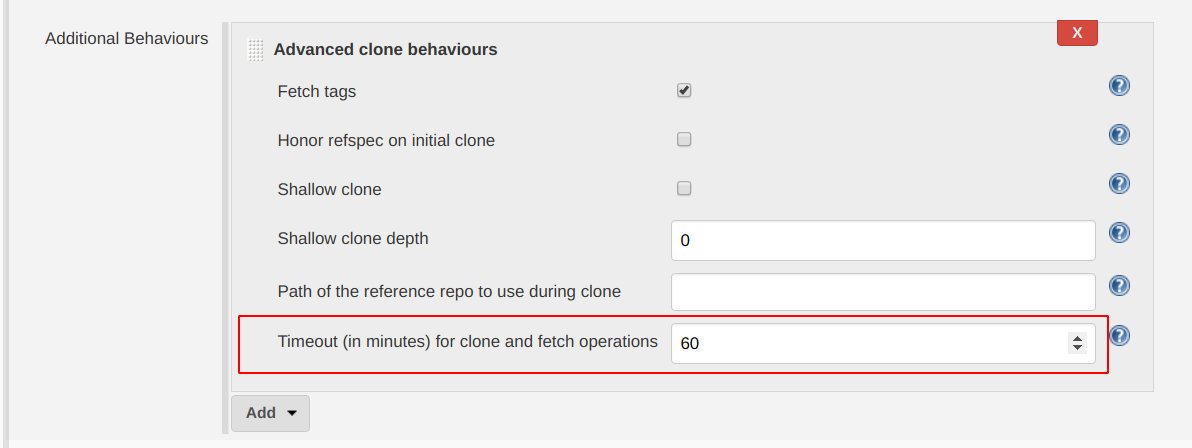 Additional Behaviours
Advanced clone behaviours
X
Fetch tags
?
Honor refspec on initial clone
?
Shallow clone
?
Shallow clone depth
0
?
Path of the reference repo to use during clone
?
Timeout (in minutes) for clone and fetch operations
60
?
Add